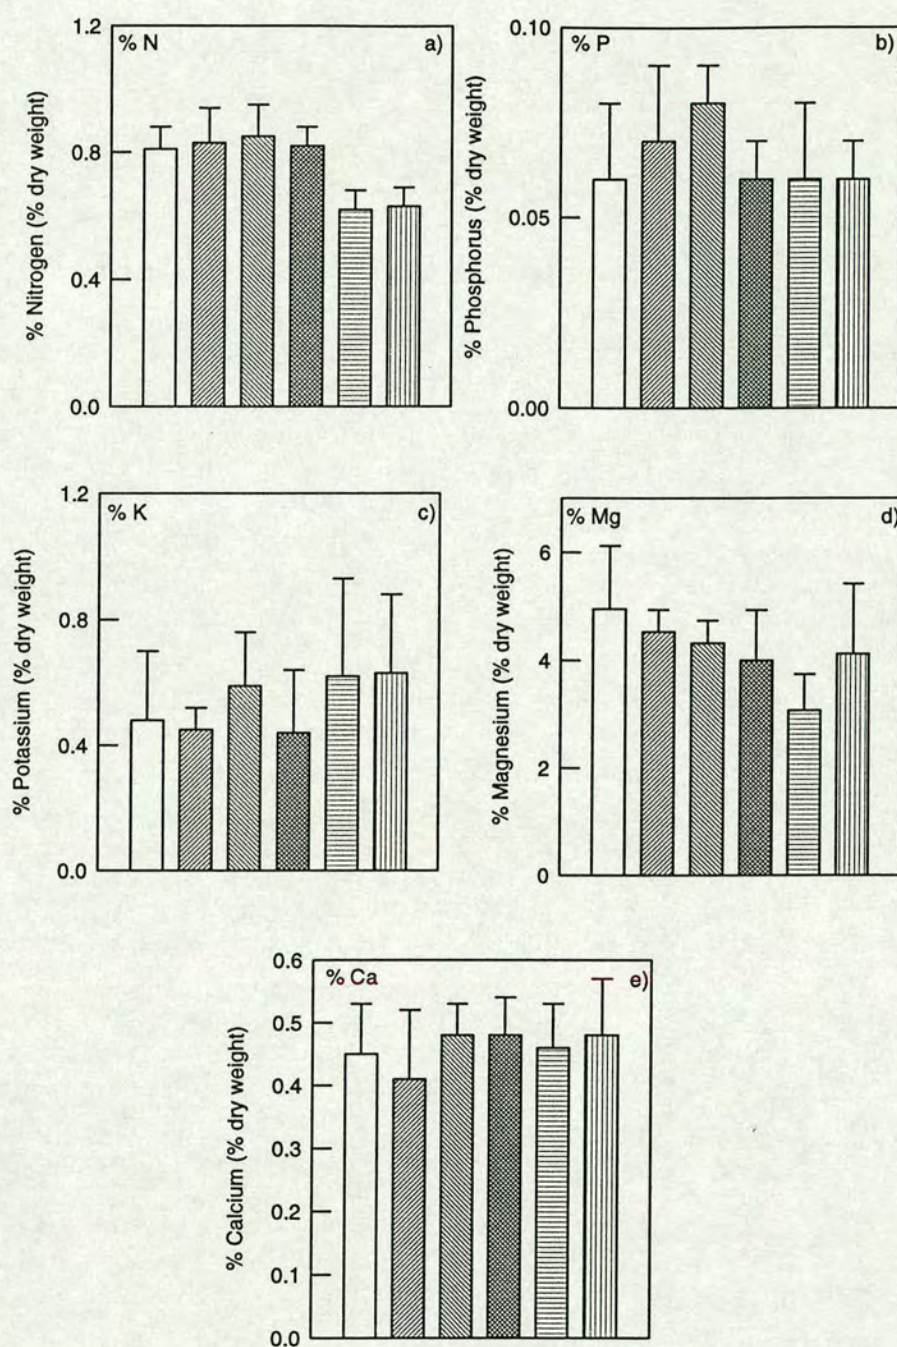 % N a)
% Nitrogen (% dry weight)
1.2
0.8
0.4
0.0
% P b)
% Phosphorus (% dry weight)
0.10
0.05
0.00
% K c)
% Potassium (% dry weight)
1.2
0.8
0.4
0.0
% Mg d)
% Magnesium (% dry weight)
6
4
2
0
% Ca e)
% Calcium (% dry weight)
0.6
0.5
0.4
0.3
0.2
0.1
0.0